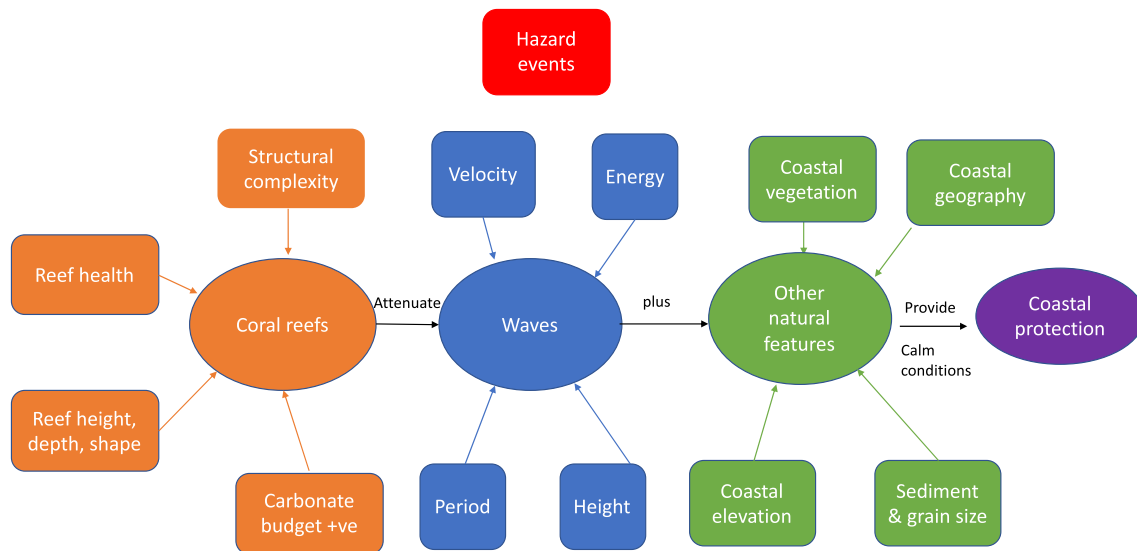 Hazard
events
Structural
complexity
Velocity
Energy
Coastal
vegetation
Coastal
geography
Reef health
Coral reefs
Attenuate
Waves
plus
Other
natural
features
Provide
Calm
conditions
Coastal
protection
Reef height,
depth, shape
Carbonate
budget +ve
Period
Height
Coastal
elevation
Sediment
& grain size